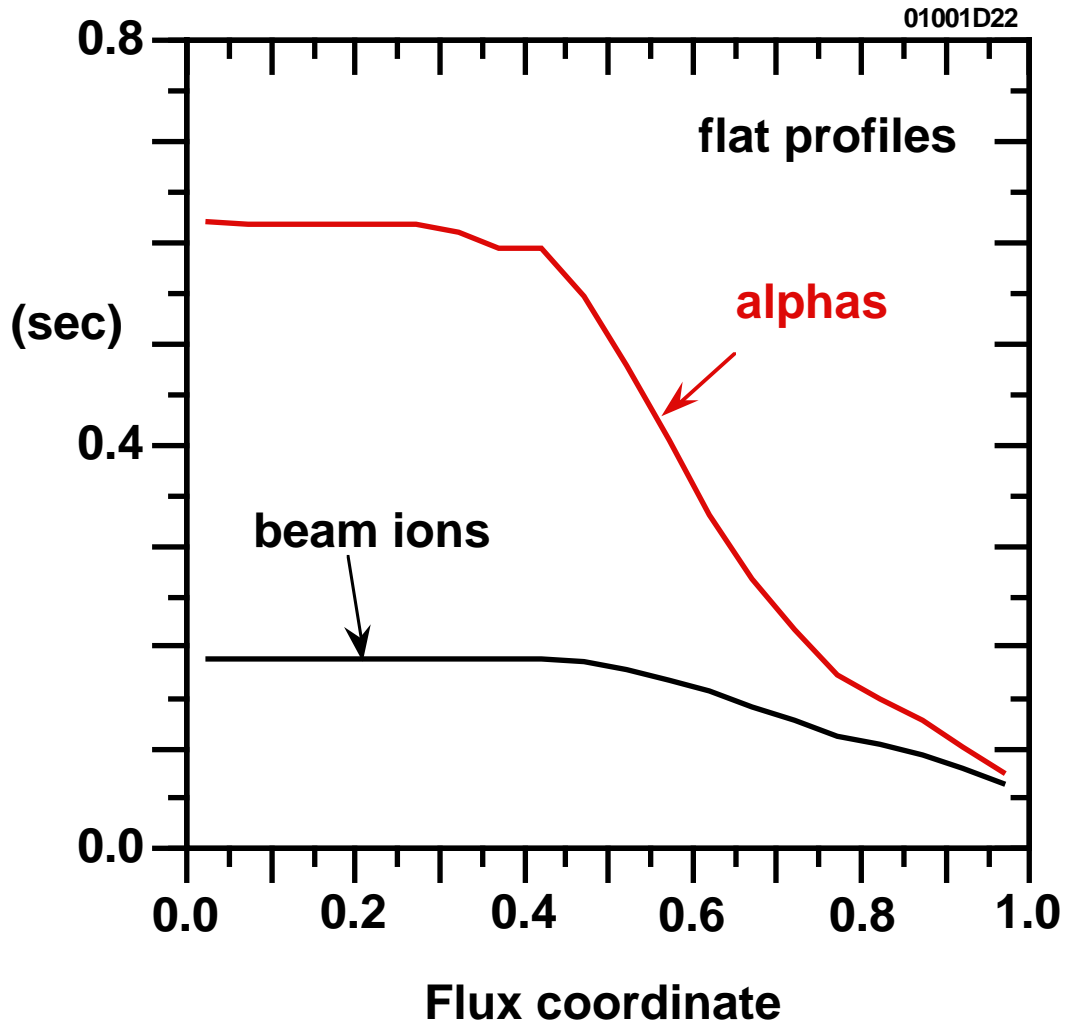 01001D22
0.8
flat profiles
alphas
(sec)
0.4
beam ions
0.0
0.0 0.2 0.4 0.6 0.8 1.0
Flux coordinate